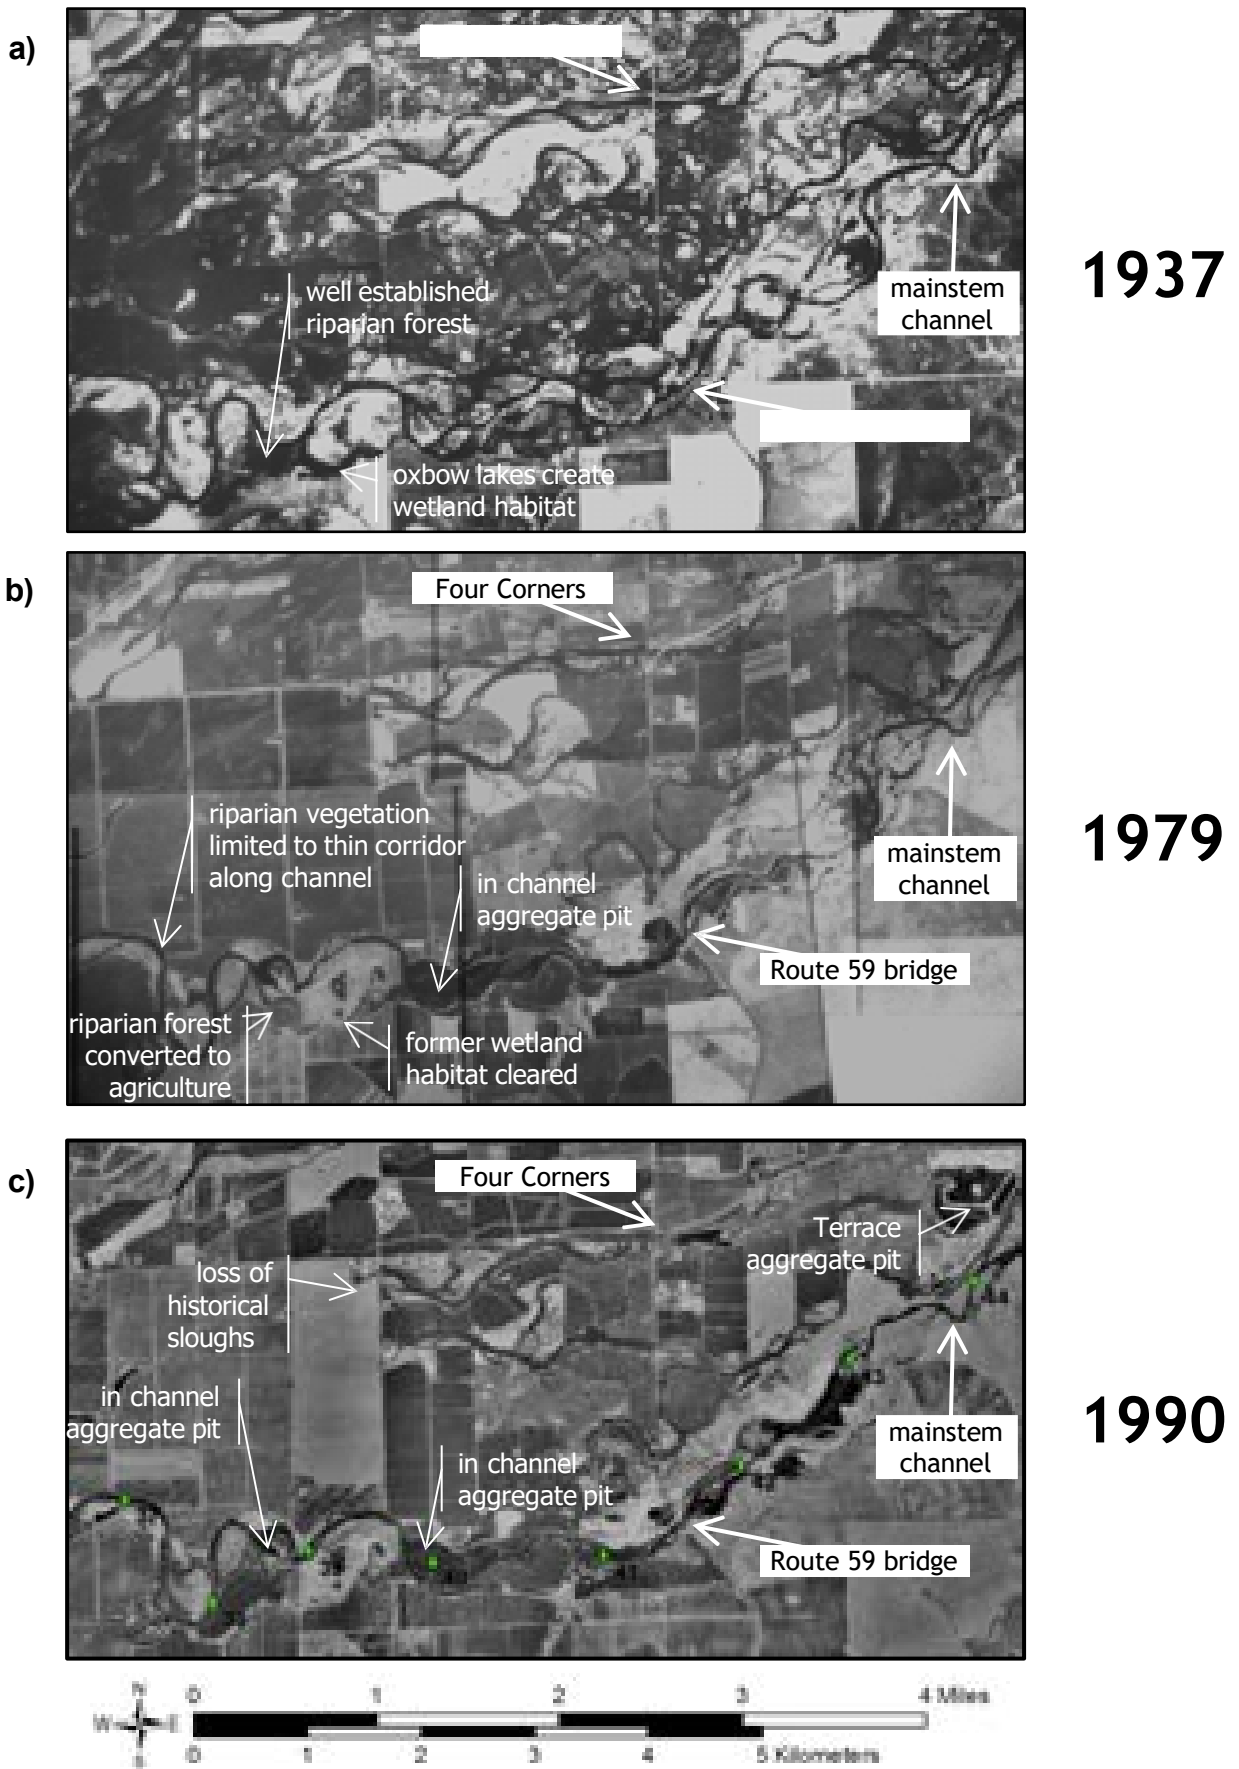 a)
1937
well established
riparian forest
mainstem
channel
oxbow lakes create
wetland habitat
b)
Four Corners
1979
riparian vegetation
limited to thin corridor
along channel
in channel
aggregate pit
mainstem
channel
Route 59 bridge
riparian forest
converted to
agriculture
former wetland
habitat cleared
c)
Four Corners
Terrace
aggregate pit
1990
loss of
historical
sloughs
in channel
aggregate pit
mainstem
channel
in channel
aggregate pit
Route 59 bridge
N
W E
S
0 1 2 3 4 Miles
0 1 2 3 4 5 Kilometers